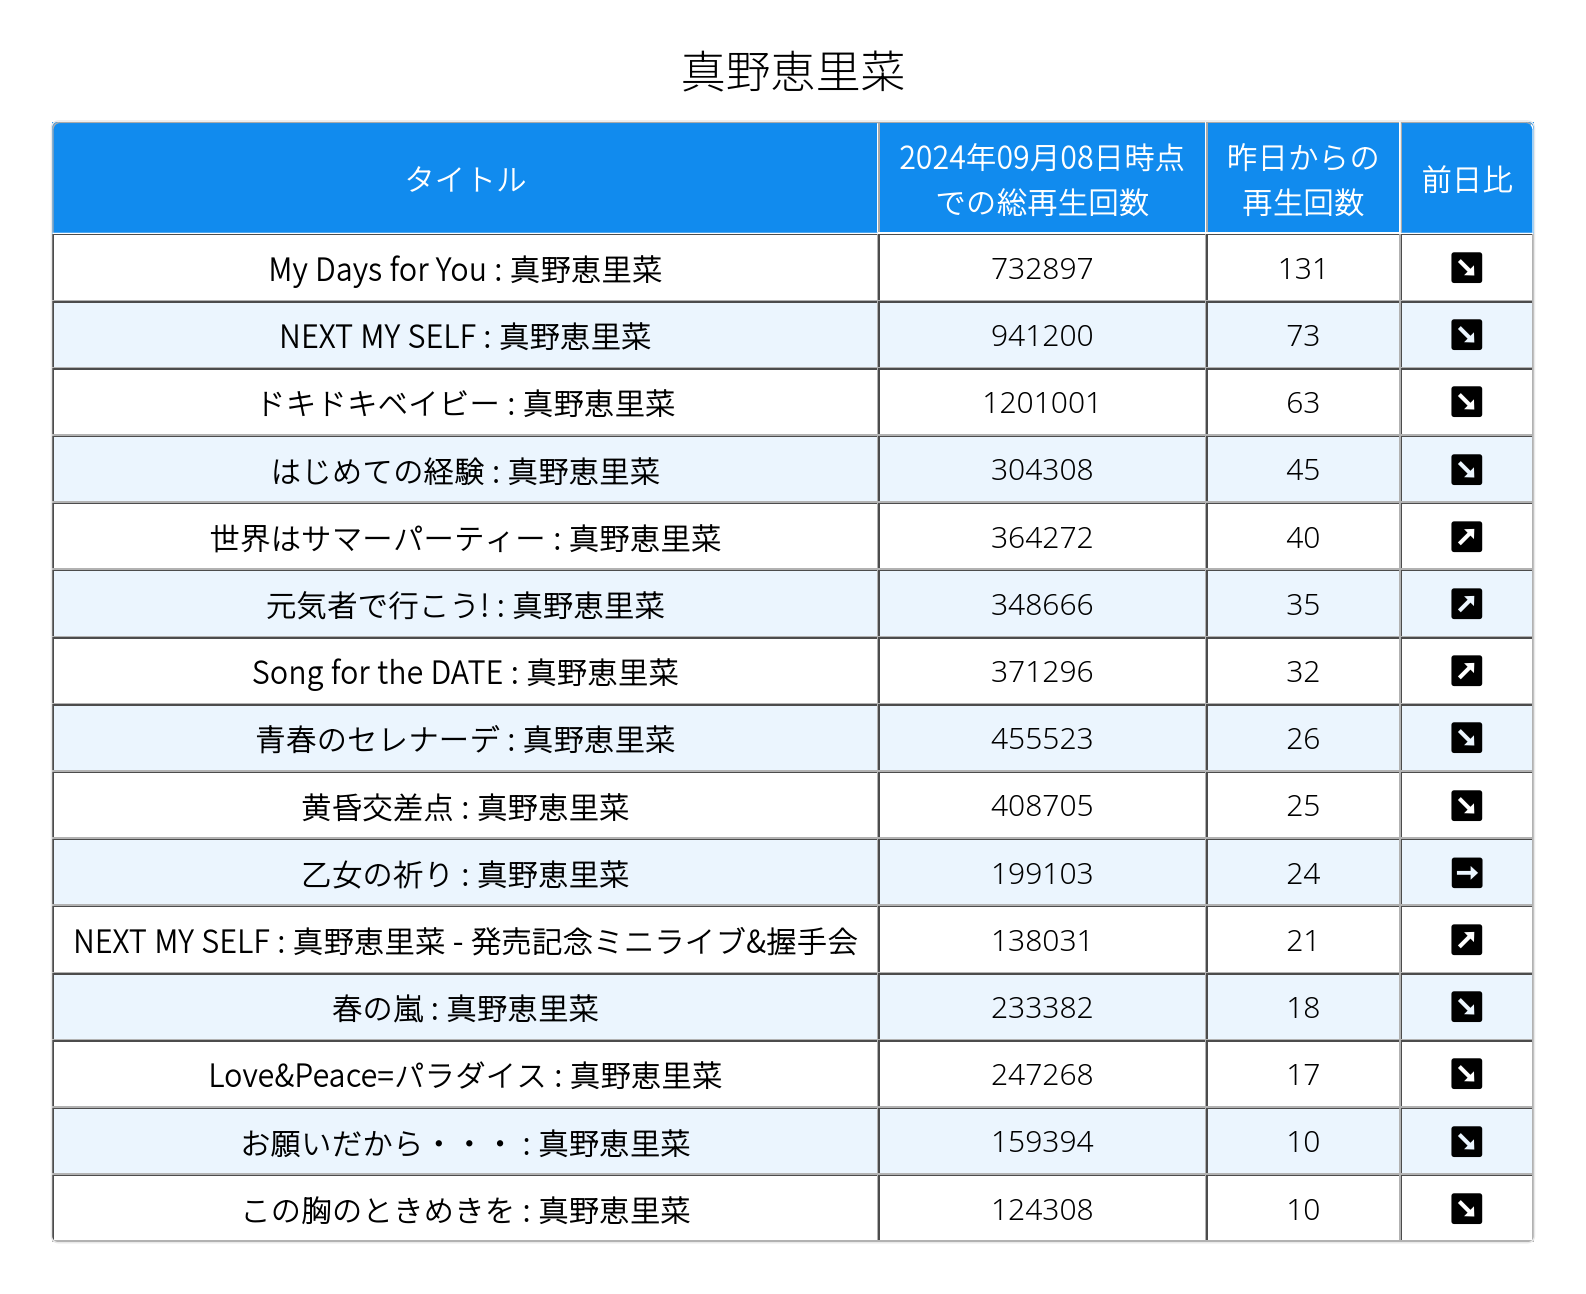 真野恵里菜
タイトル
2024年09月08日時点
での総再生回数
昨日からの
再生回数
前日比
My Days for You : 真野恵里菜 732897 131 ↘
NEXT MY SELF : 真野恵里菜 941200 73 ↘
ドキドキベイビー : 真野恵里菜 1201001 63 ↘
はじめての経験 : 真野恵里菜 304308 45 ↘
世界はサマーパーティー : 真野恵里菜 364272 40 ↗
元気者で行こう! : 真野恵里菜 348666 35 ↗
Song for the DATE : 真野恵里菜 371296 32 ↗
青春のセレナーデ : 真野恵里菜 455523 26 ↘
黄昏交差点 : 真野恵里菜 408705 25 ↘
乙女の祈り : 真野恵里菜 199103 24 →
NEXT MY SELF : 真野恵里菜 - 発売記念ミニライブ&握手会 138031 21 ↗
春の嵐 : 真野恵里菜 233382 18 ↘
Love&Peace=パラダイス : 真野恵里菜 247268 17 ↘
お願いだから・・・ : 真野恵里菜 159394 10 ↘
この胸のときめきを : 真野恵里菜 124308 10 ↘